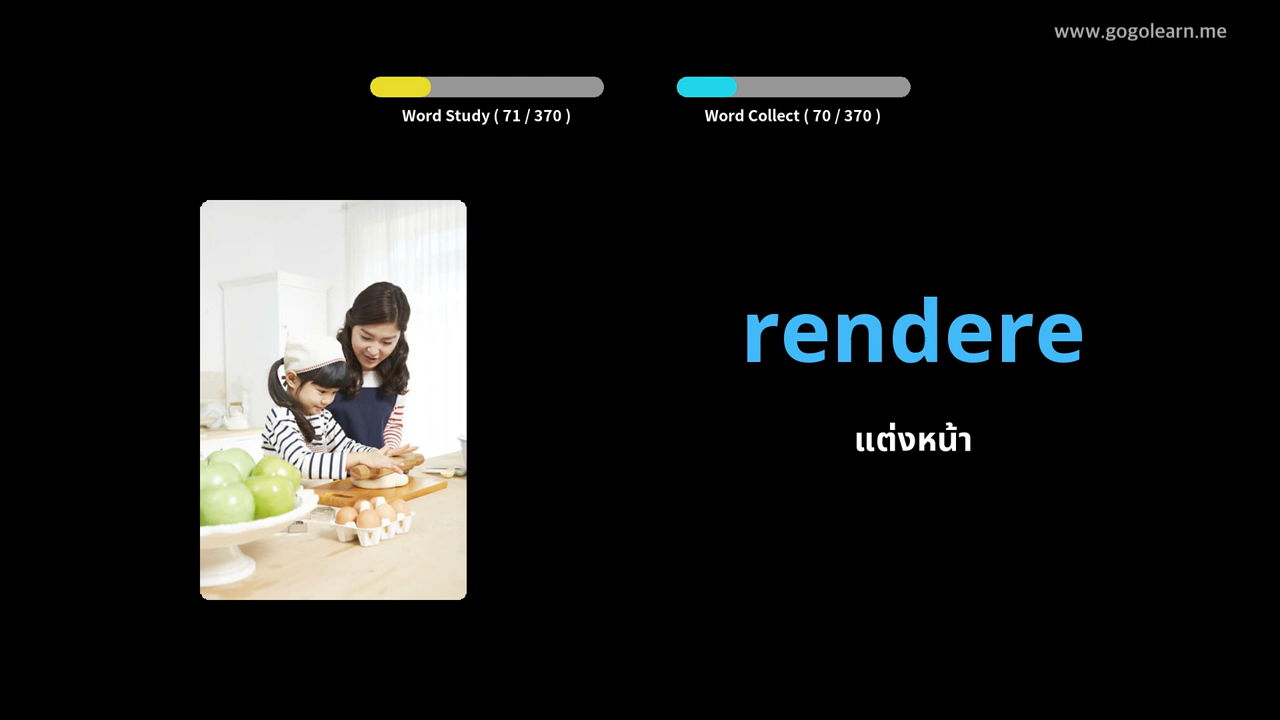 www.gogolearn.me
Word Study ( 71 / 370 )
Word Collect ( 70 / 370 )
rendere
แต่งหน้า